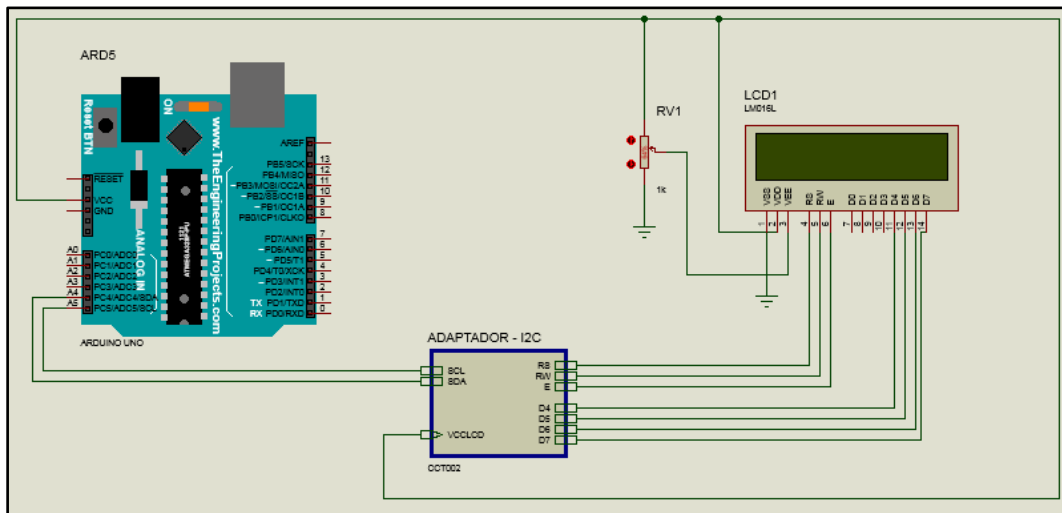 ARD5
ON
Reset BTN
www.TheEngineeringProjects.com
ANALOG IN
RESET
VCC
GND
A0 PC0/ADC0
A1 PC1/ADC1
A2 PC2/ADC2
A3 PC3/ADC3
A4 PC4/ADC4/SDA
A5 PC5/ADC5/SCL
AREF
PB5/SCK 13
PB4/MISO 12
PB3/MOSI/OC2A 11
PB2/SS/OC1B 10
PB1/OC1A 9
PB0/ICP1/CLKO 8
PD7/AIN1 7
PD6/AIN0 6
PD5/T1 5
PD4/T0/XCK 4
PD3/INT1 3
PD2/INT0 2
TX PD1/TXD 1
RX PD0/RXD 0
ARDUINO UNO
RV1
1k
LCD1
LM016L
VSS VDD VEE RS RW E D0 D1 D2 D3 D4 D5 D6 D7
1 2 3 4 5 6 7 8 9 10 11 12 13 14
ADAPTADOR - I2C
SCL
SDA
VCCLCD
RS
RW
E
D4
D5
D6
D7
CCT002